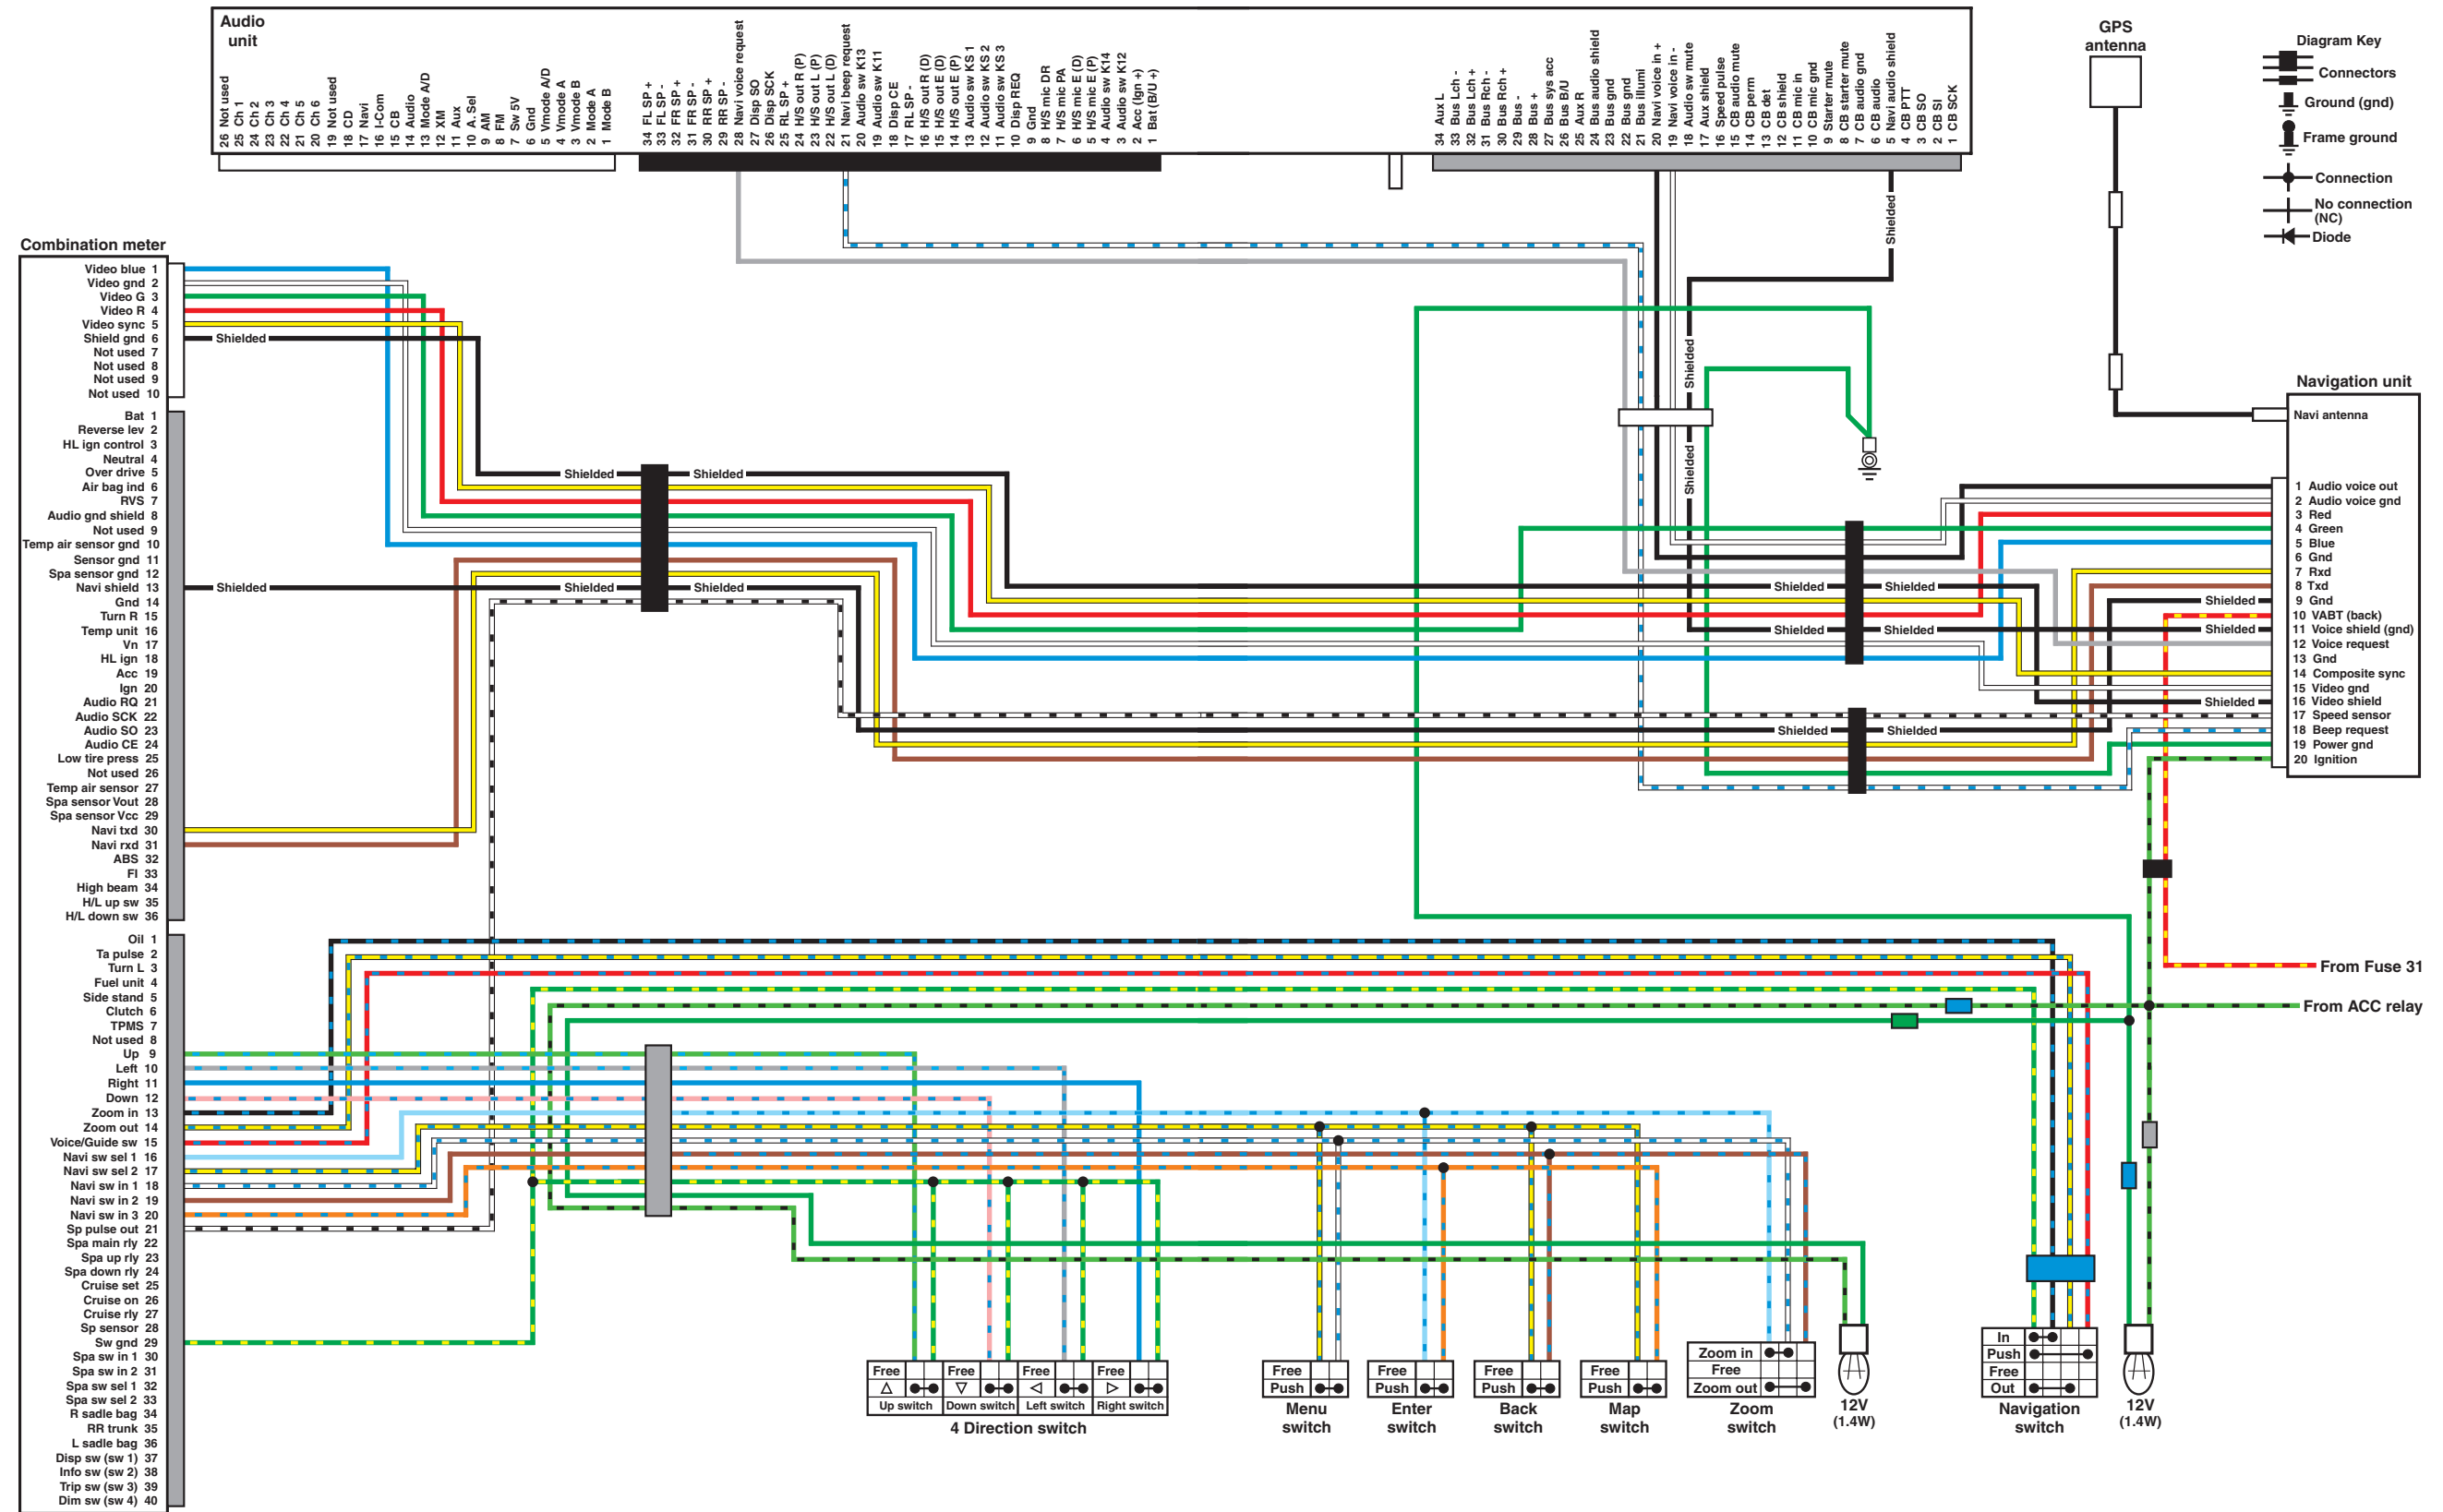 Audio
unit
26 Not used
25 Ch 1
24 Ch 2
23 Ch 3
22 Ch 4
21 Ch 5
20 Ch 6
19 Not used
18 CD
17 Navi
16 I-Com
15 CB
14 Audio
13 Mode A/D
12 XM
11 Aux
10 A. Sel
9 AM
8 FM
7 Sw 5V
6 Gnd
5 Vmode A/D
4 Vmode A
3 Vmode B
2 Mode A
1 Mode B
34 FL SP +
33 FL SP -
32 FR SP +
31 FR SP -
30 RR SP +
29 RR SP -
28 Navi voice request
27 Disp SO
26 Disp SCK
25 RL SP +
24 H/S out R (P)
23 H/S out L (P)
22 H/S out L (D)
21 Navi beep request
20 Audio sw K13
19 Audio sw K11
18 Disp CE
17 RL SP -
16 H/S out R (D)
15 H/S out E (D)
14 H/S out E (P)
13 Audio sw KS 1
12 Audio sw KS 2
11 Audio sw KS 3
10 Disp REQ
9 Gnd
8 H/S mic DR
7 H/S mic PA
6 H/S mic E (D)
5 H/S mic E (P)
4 Audio sw K14
3 Audio sw K12
2 Acc (Ign +)
1 Bat (B/U +)
34 Aux L
33 Bus Lch -
32 Bus Lch +
31 Bus Rch -
30 Bus Rch +
29 Bus -
28 Bus +
27 Bus sys acc
26 Bus B/U
25 Aux R
24 Bus audio shield
23 Bus gnd
22 Bus gnd
21 Bus illumi
20 Navi voice in +
19 Navi voice in -
18 Audio sw mute
17 Aux shield
16 Speed pulse
15 CB audio mute
14 CB perm
13 CB det
12 CB shield
11 CB mic in
10 CB mic gnd
9 Starter mute
8 CB starter mute
7 CB audio gnd
6 CB audio
5 Navi audio shield
4 CB PTT
3 CB SO
2 CB SI
1 CB SCK
GPS
antenna
Diagram Key
Connectors
Ground (gnd)
Frame ground
Connection
No connection
(NC)
Diode
Shielded
Shielded
Shielded
Combination meter
Video blue 1
Video gnd 2
Video G 3
Video R 4
Video sync 5
Shield gnd 6
Not used 7
Not used 8
Not used 9
Not used 10
Shielded
Bat 1
Reverse lev 2
HL ign control 3
Neutral 4
Over drive 5
Air bag ind 6
RVS 7
Audio gnd shield 8
Not used 9
Temp air sensor gnd 10
Sensor gnd 11
Spa sensor gnd 12
Navi shield 13
Gnd 14
Turn R 15
Temp unit 16
Vn 17
HL ign 18
Acc 19
Ign 20
Audio RQ 21
Audio SCK 22
Audio SO 23
Audio CE 24
Low tire press 25
Not used 26
Temp air sensor 27
Spa sensor Vout 28
Spa sensor Vcc 29
Navi txd 30
Navi rxd 31
ABS 32
FI 33
High beam 34
H/L up sw 35
H/L down sw 36
Shielded Shielded
Shielded Shielded Shielded
Shielded Shielded
Shielded Shielded
Shielded Shielded
Navigation unit
Navi antenna
1 Audio voice out
2 Audio voice gnd
3 Red
4 Green
5 Blue
6 Gnd
7 Rxd
8 Txd
Shielded 9 Gnd
10 VABT (back)
Shielded 11 Voice shield (gnd)
12 Voice request
13 Gnd
14 Composite sync
15 Video gnd
Shielded 16 Video shield
17 Speed sensor
18 Beep request
19 Power gnd
20 Ignition
From Fuse 31
From ACC relay
Oil 1
Ta pulse 2
Turn L 3
Fuel unit 4
Side stand 5
Clutch 6
TPMS 7
Not used 8
Up 9
Left 10
Right 11
Down 12
Zoom in 13
Zoom out 14
Voice/Guide sw 15
Navi sw sel 1 16
Navi sw sel 2 17
Navi sw in 1 18
Navi sw in 2 19
Navi sw in 3 20
Sp pulse out 21
Spa main rly 22
Spa up rly 23
Spa down rly 24
Cruise set 25
Cruise on 26
Cruise rly 27
Sp sensor 28
Sw gnd 29
Spa sw in 1 30
Spa sw in 2 31
Spa sw sel 1 32
Spa sw sel 2 33
R sadle bag 34
RR trunk 35
L sadle bag 36
Disp sw (sw 1) 37
Info sw (sw 2) 38
Trip sw (sw 3) 39
Dim sw (sw 4) 40
Free Free Free Free
Up switch Down switch Left switch Right switch
4 Direction switch
Free
Push
Menu
switch
Free
Push
Enter
switch
Free
Push
Back
switch
Free
Push
Map
switch
Zoom in
Free
Zoom out
Zoom
switch
12V
(1.4W)
In
Push
Free
Out
Navigation
switch
12V
(1.4W)